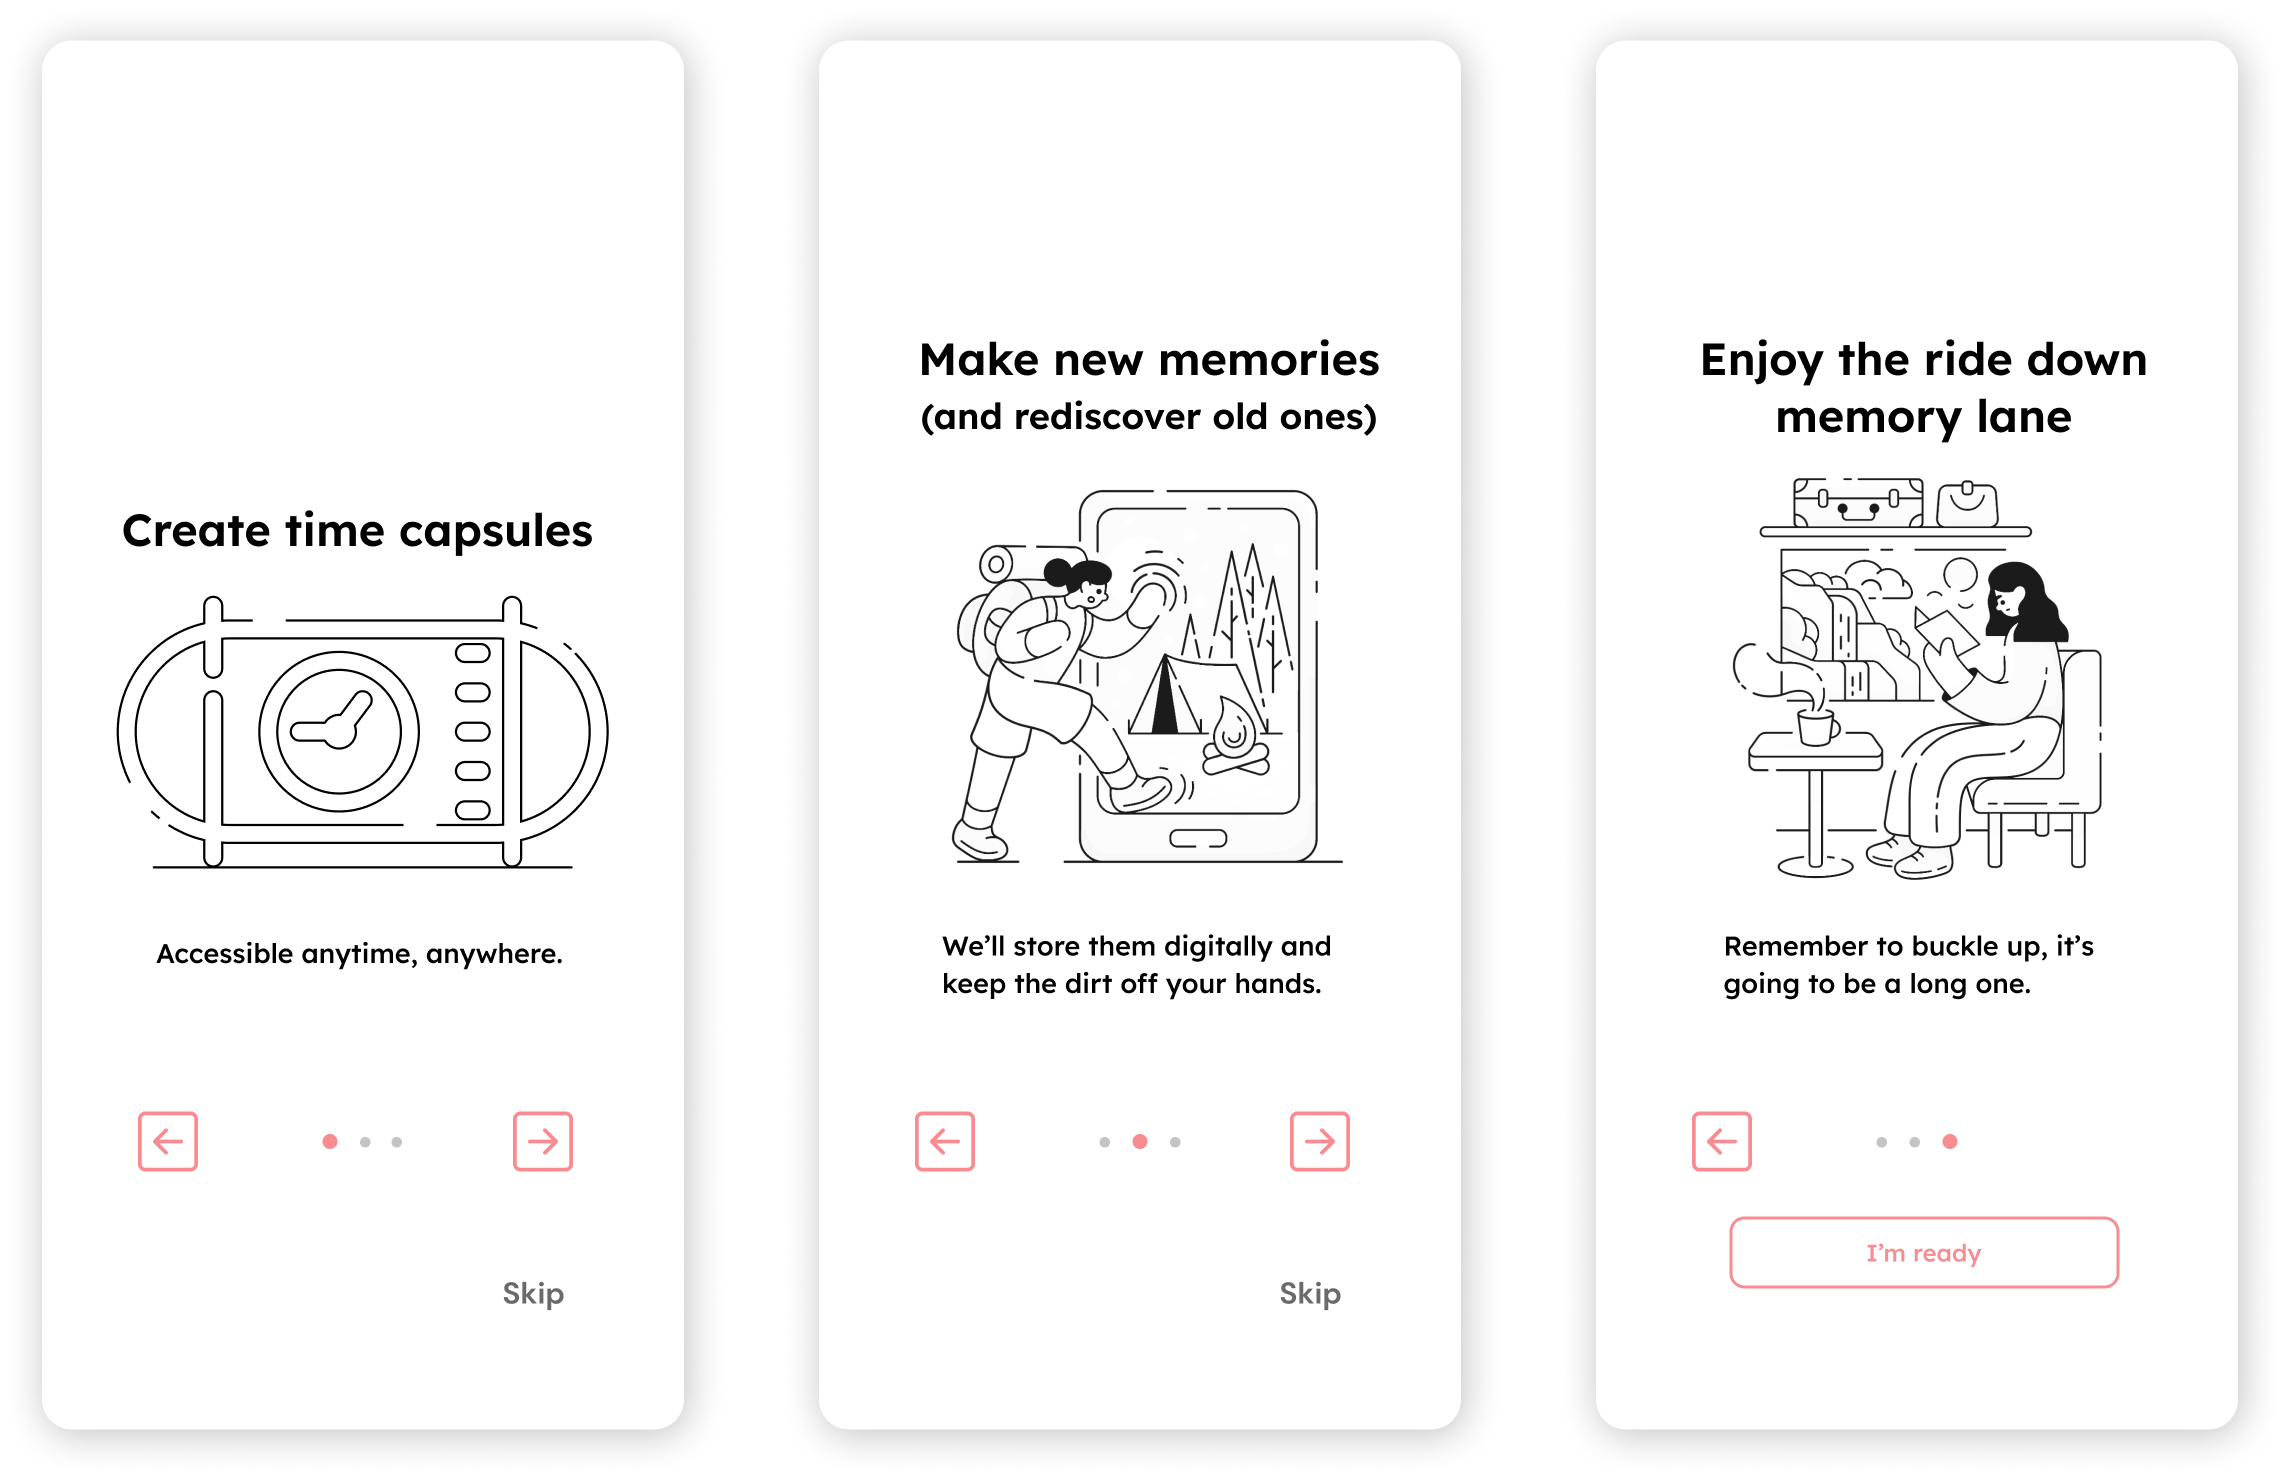 Create time capsules
Accessible anytime, anywhere.
Skip
Make new memories
(and rediscover old ones)
We’ll store them digitally and
keep the dirt off your hands.
Skip
Enjoy the ride down
memory lane
Remember to buckle up, it’s
going to be a long one.
I’m ready